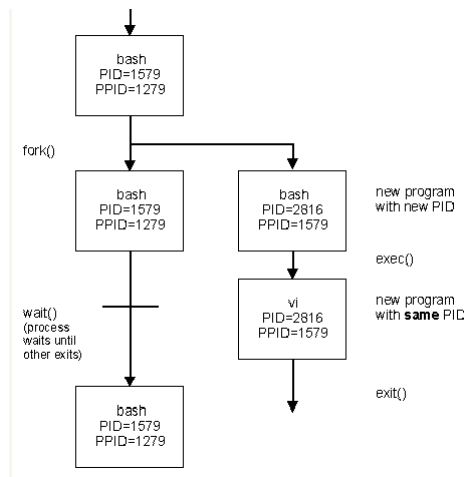 bash
PID=1579
PPID=1279
fork()
bash
PID=1579
PPID=1279
bash
PID=2816
PPID=1579
new program
with new PID
exec()
vi
PID=2816
PPID=1579
new program
with same PID
wait()
(process
waits until
other exits)
exit()
bash
PID=1579
PPID=1279